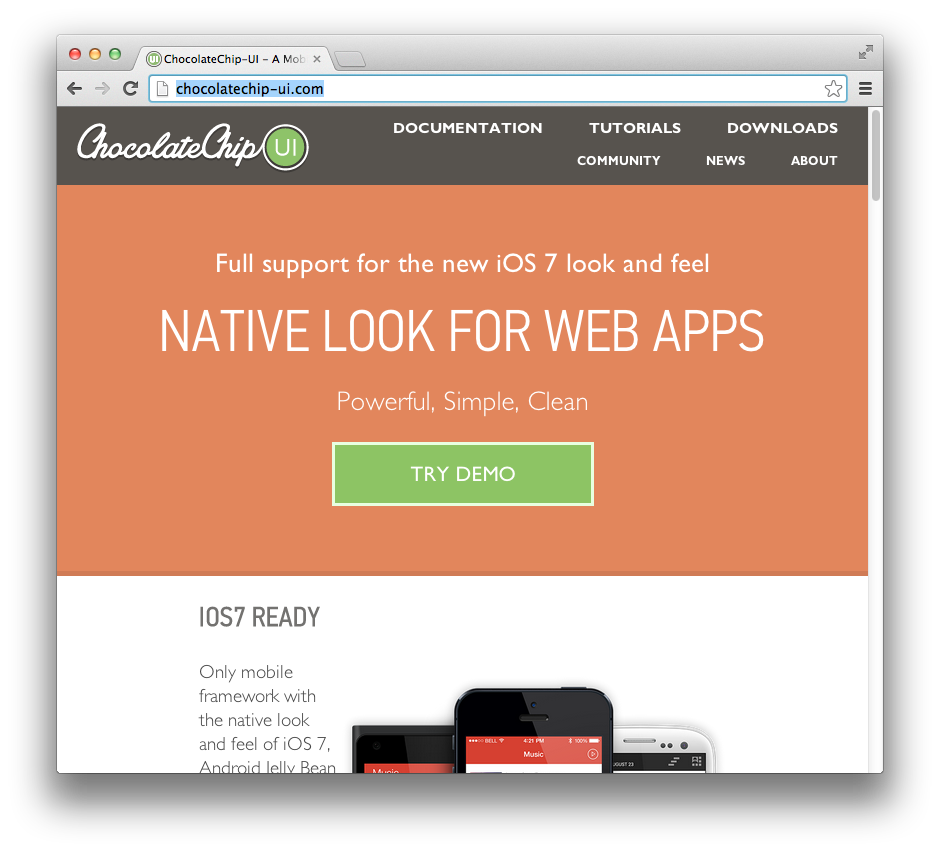 ChocolateChip-UI - A Mob
chocolatechip-ui.com
ChocolateChip UI
DOCUMENTATION TUTORIALS DOWNLOADS
COMMUNITY NEWS ABOUT
Full support for the new iOS 7 look and feel
NATIVE LOOK FOR WEB APPS
Powerful, Simple, Clean
TRY DEMO
IOS7 READY
Only mobile
framework with
the native look
and feel of iOS 7,
Android Jelly Bean
BELL 4:21 PM 100%
Music
Music
AUGUST 23